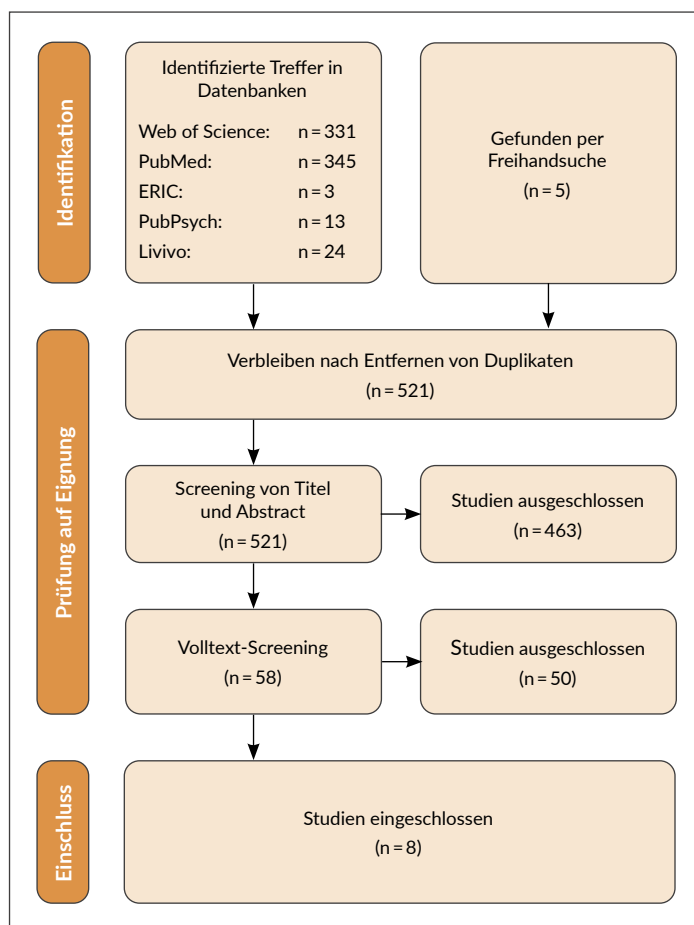 Identifikation
Identifizierte Treffer in
Datenbanken
Web of Science: n = 331
PubMed: n = 345
ERIC: n = 3
PubPsych: n = 13
Livivo: n = 24
Gefunden per
Freihandsuche
(n = 5)
Prüfung auf Eignung
Verbleiben nach Entfernen von Duplikaten
(n = 521)
Screening von Titel
und Abstract
(n = 521)
Studien ausgeschlossen
(n = 463)
Volltext-Screening
(n = 58)
Studien ausgeschlossen
(n = 50)
Einschluss
Studien eingeschlossen
(n = 8)